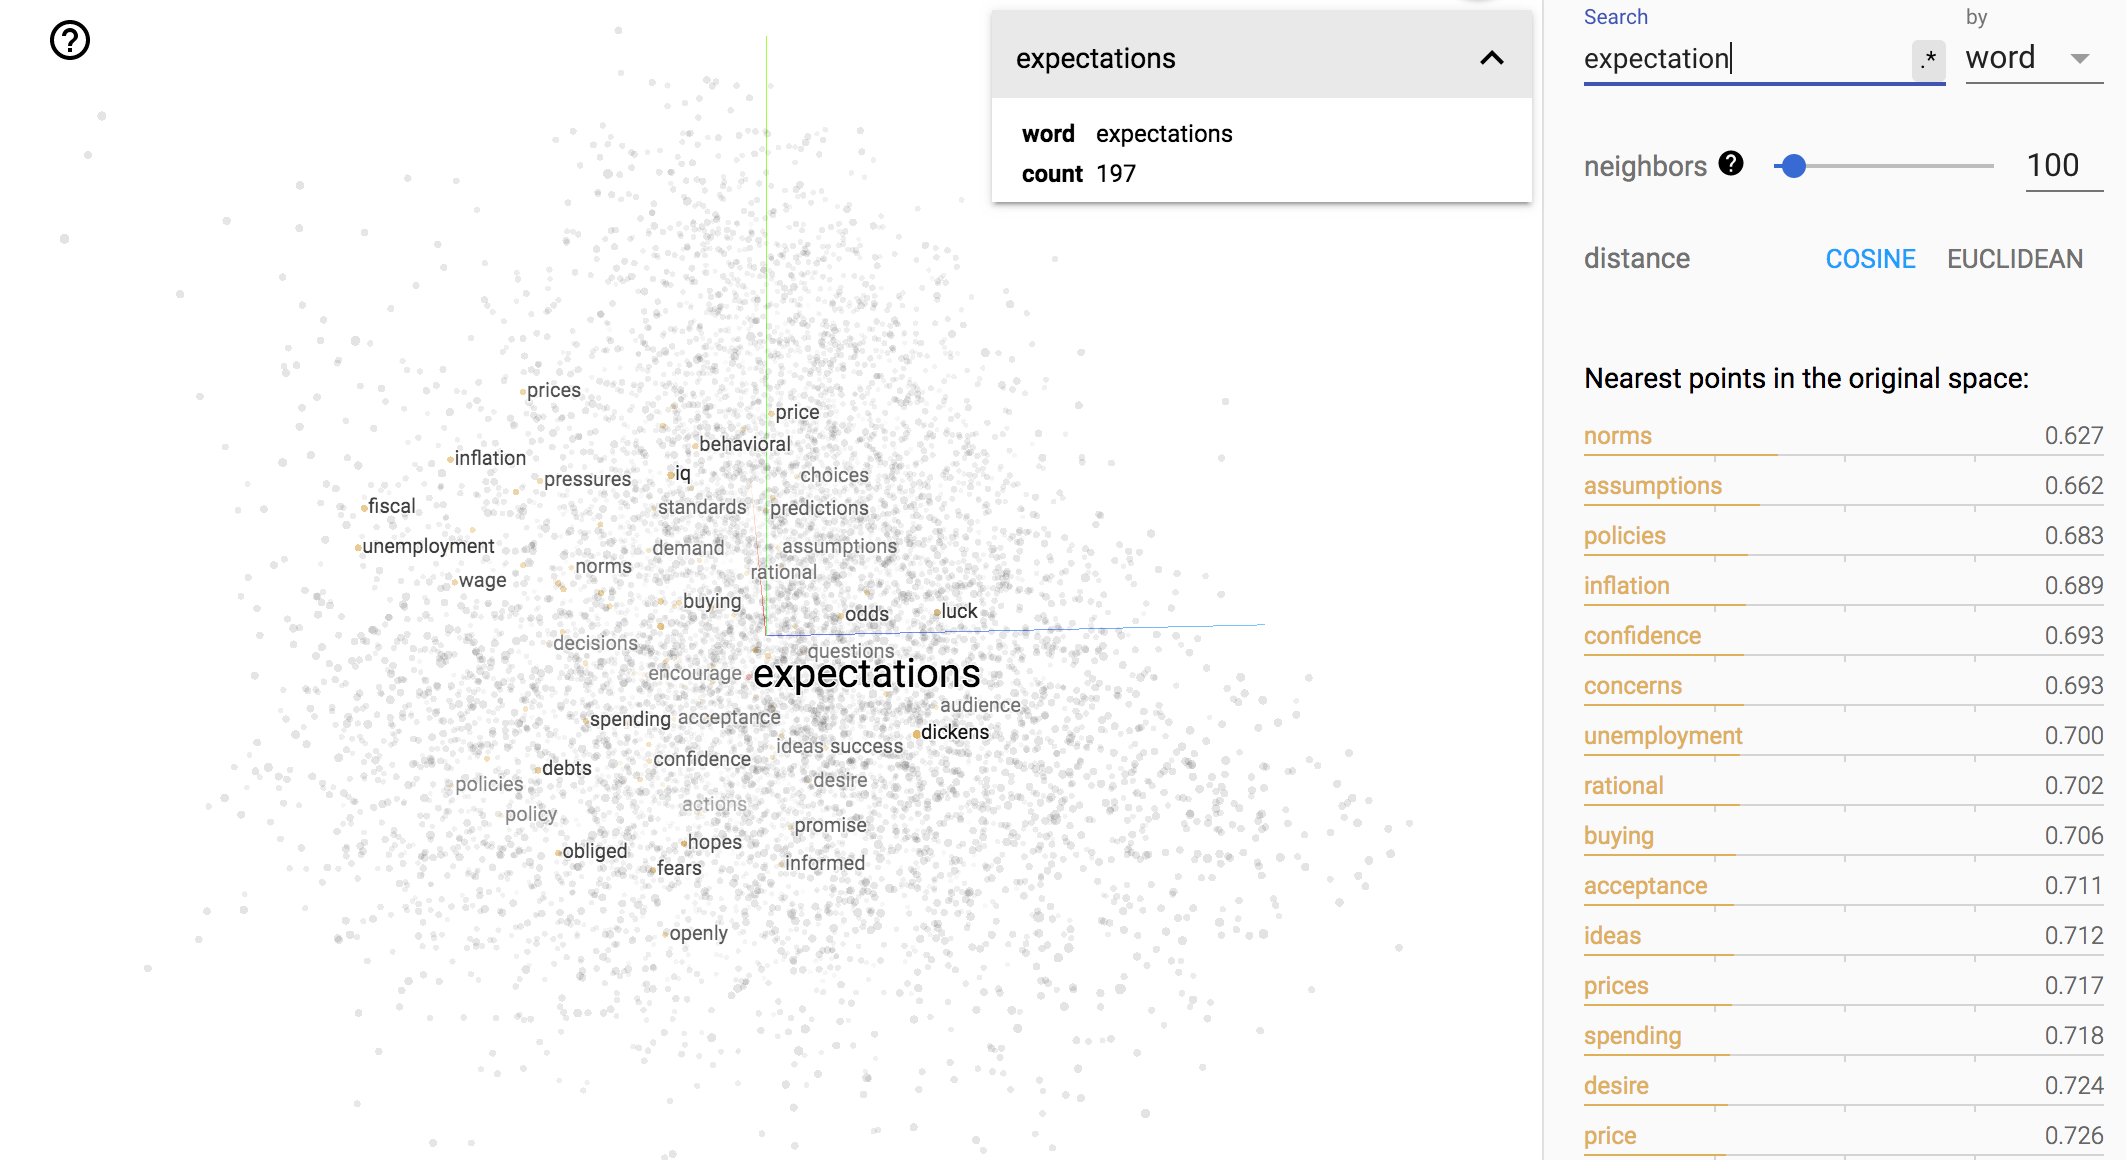 ?
expectations
word expectations
count 197
Search by
expectation .* word
neighbors ? 100
distance COSINE EUCLIDEAN
Nearest points in the original space:
norms 0.627
assumptions 0.662
policies 0.683
inflation 0.689
confidence 0.693
concerns 0.693
unemployment 0.700
rational 0.702
buying 0.706
acceptance 0.711
ideas 0.712
prices 0.717
spending 0.718
desire 0.724
price 0.726
prices
price
behavioral
inflation
iq
choices
pressures
fiscal
standards
predictions
unemployment
demand
assumptions
norms
rational
wage
buying
odds
luck
decisions
questions
encourage
expectations
audience
spending
acceptance
dickens
ideas
success
confidence
debts
desire
policies
actions
policy
promise
hopes
obliged
informed
fears
openly